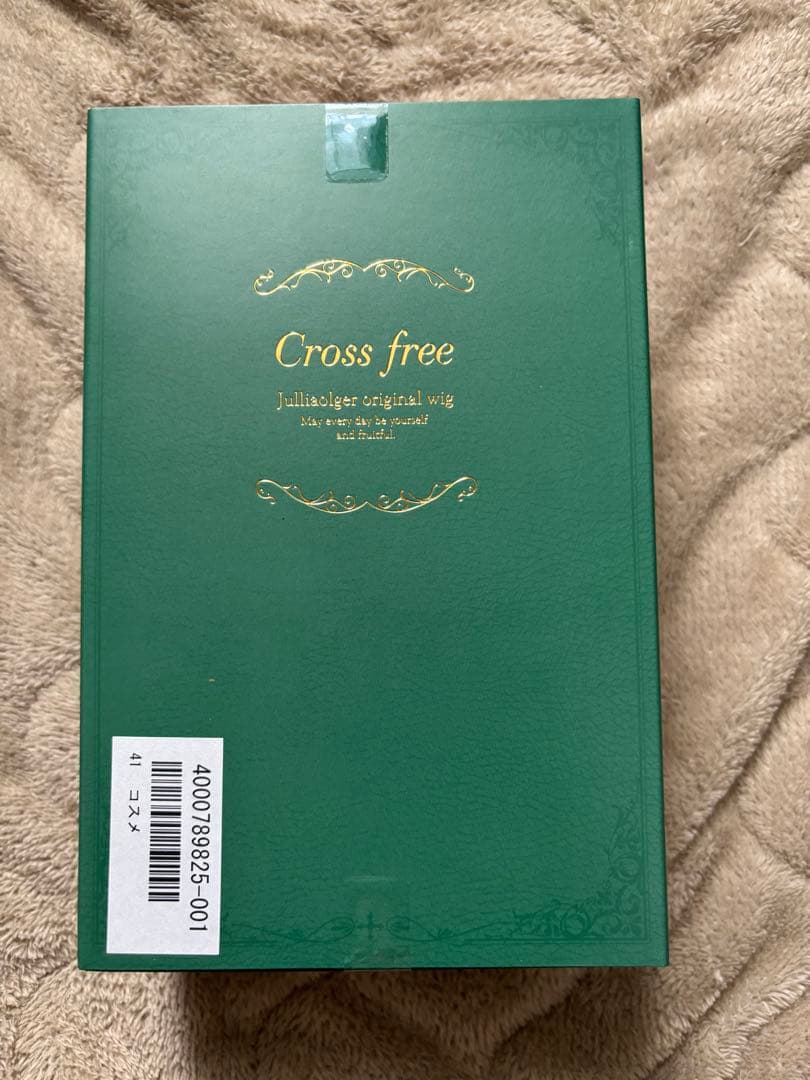 Cross free
Julliaolger original wig
May every day be yourself
and fruitful.
4000789825-001
41 コスメ